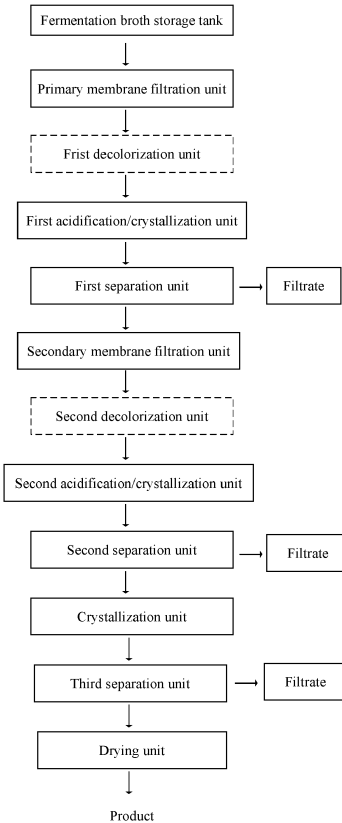 Fermentation broth storage tank
Primary membrane filtration unit
Frist decolorization unit
First acidification/crystallization unit
First separation unit
Filtrate
Secondary membrane filtration unit
Second decolorization unit
Second acidification/crystallization unit
Second separation unit
Filtrate
Crystallization unit
Third separation unit
Filtrate
Drying unit
Product